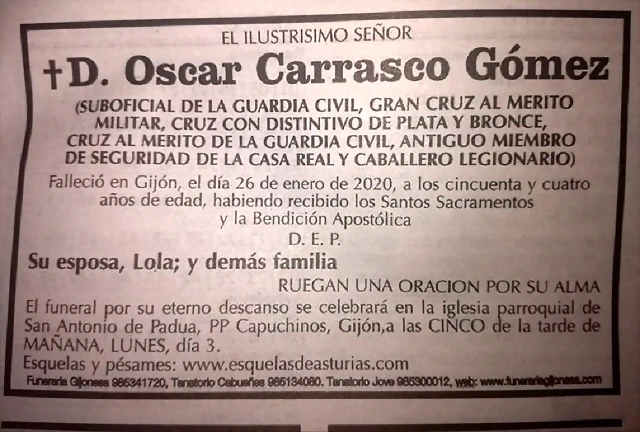 EL ILUSTRISIMO SEÑOR
†D. Oscar Carrasco Gómez
(SUBOFICIAL DE LA GUARDIA CIVIL, GRAN CRUZ AL MERITO
MILITAR, CRUZ CON DISTINTIVO DE PLATA Y BRONCE,
CRUZ AL MERITO DE LA GUARDIA CIVIL, ANTIGUO MIEMBRO
DE SEGURIDAD DE LA CASA REAL Y CABALLERO LEGIONARIO)
Falleció en Gijón, el día 26 de enero de 2020, a los cincuenta y cuatro
años de edad, habiendo recibido los Santos Sacramentos
y la Bendición Apostólica
D. E. P.
Su esposa, Lola; y demás familia
RUEGAN UNA ORACION POR SU ALMA
El funeral por su eterno descanso se celebrará en la iglesia parroquial de
San Antonio de Padua, PP Capuchinos, Gijón,a las CINCO de la tarde de
MAÑANA, LUNES, día 3.
Esquelas y pésames: www.esquelasdeasturias.com
Funeraria Gijonesa 985341720, Tanatorio Cabueñes 985134080. Tanatorio Jove 985300012, web: www.funerariagijonesa.com